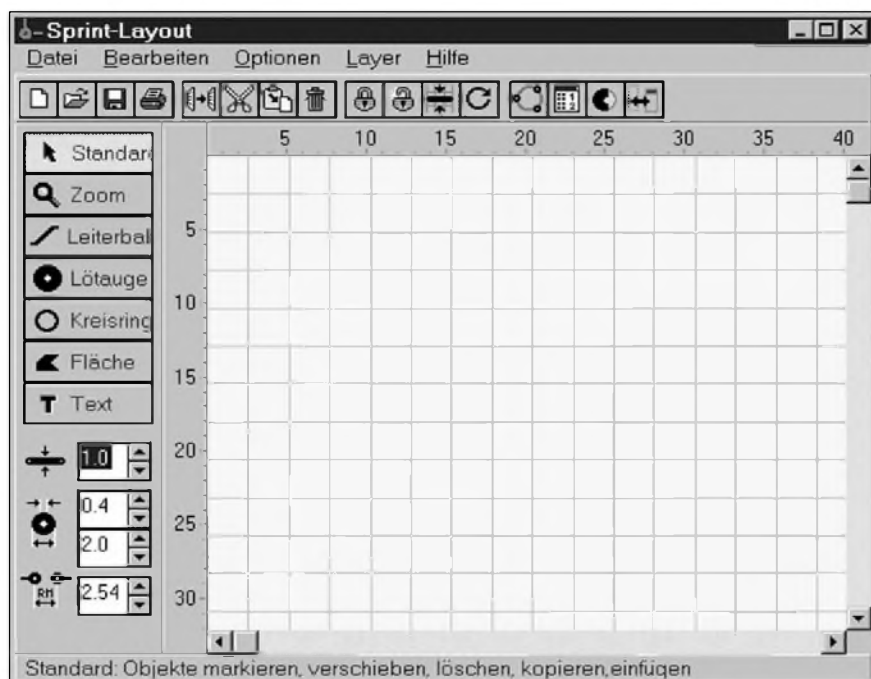 Sprint-Layout
Datei Bearbeiten Optionen Layer Hilfe
5 10 15 20 25 30 35 40
Standard
Zoom
Leiterbal
Lötauge
Kreisring
Fläche
T Text
5
10
15
20
25
30
1.0
0.4
2.0
RM
2.54
Standard: Objekte markieren, verschieben, löschen, kopieren,einfügen